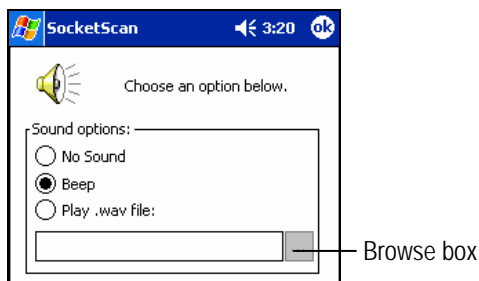 SocketScan 3:20 ok
Choose an option below.
Sound options:
No Sound
Beep
Play .wav file:
... Browse box